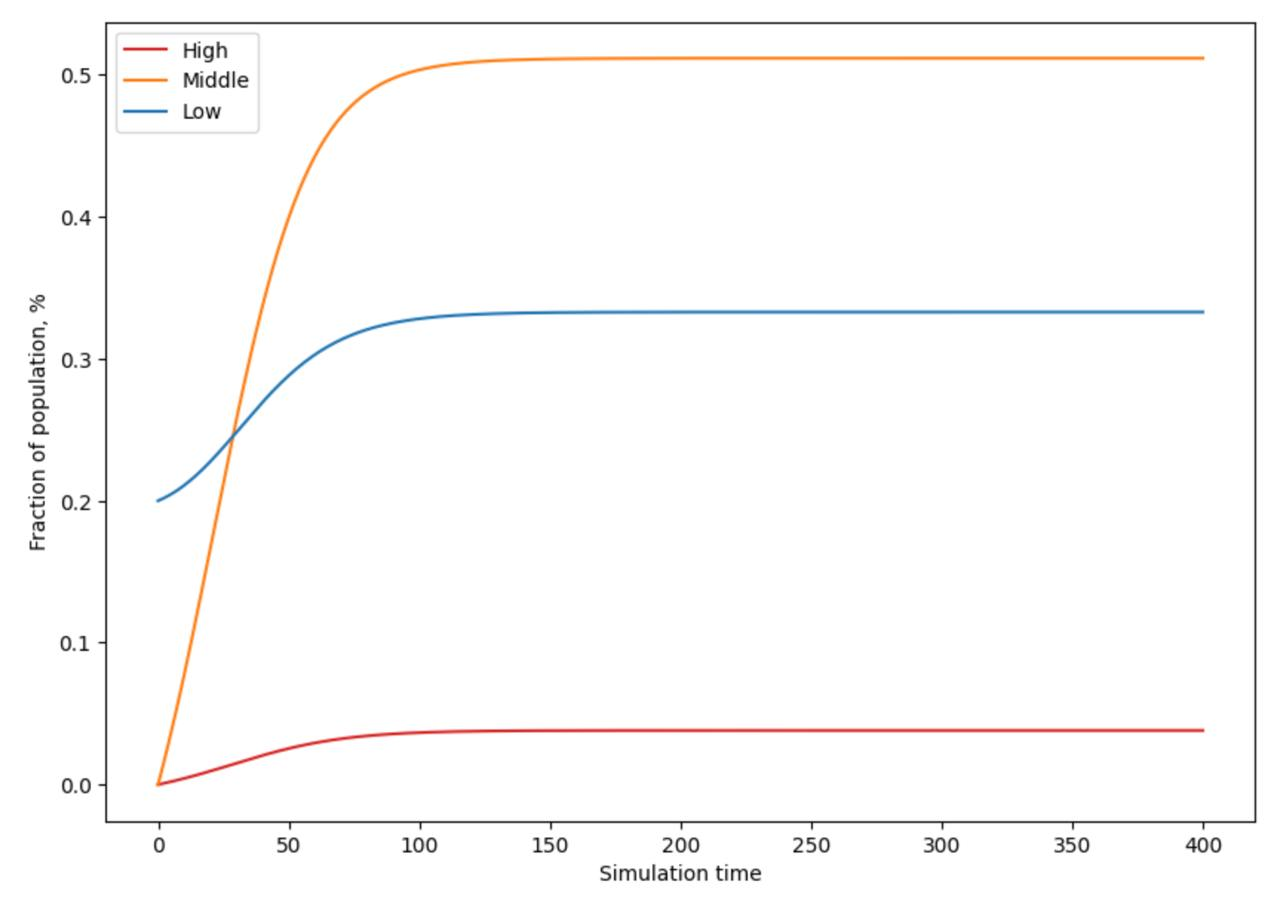 High
Middle
Low
0.5
0.4
0.3
0.2
0.1
0.0
Fraction of population, %
0 50 100 150 200 250 300 350 400
Simulation time